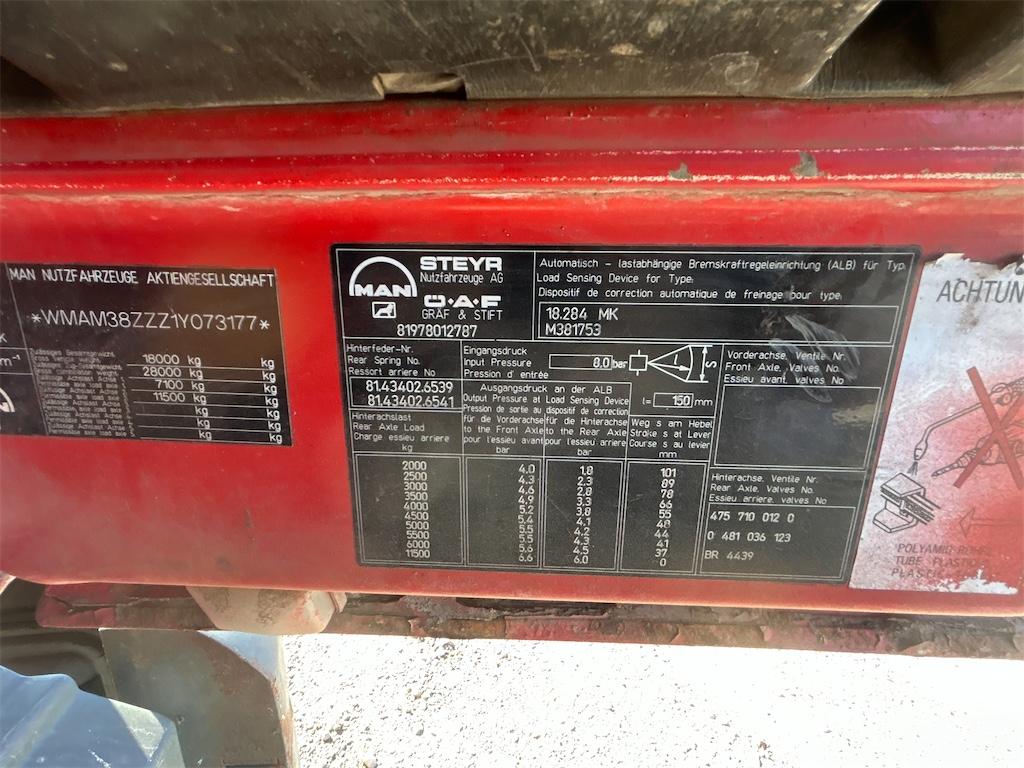 MAN NUTZFAHRZEUGE AKTIENGESELLSCHAFT
*WMAM38ZZZ1Y073177*
18000 kg kg
28000 kg kg
7100 kg kg
11500 kg kg
kg kg
kg kg
kg kg
MAN
STEYR
Nutzfahrzeuge AG
Ö·A·F
GRÄF & STIFT
81978012787
Automatisch - lastabhängige Bremskraftregeleinrichtung (ALB) für Typ:
Load Sensing Device for Type:
Dispositif de correction automatique de freinage pour type:
18.284 MK
M381753
Hinterfeder-Nr.
Rear Spring No.
Ressort arriere No
81.43402.6539
81.43402.6541
Eingangsdruck
Input Pressure 8.0 bar
Pression d' entrée
L S
l= 150 mm
Ausgangsdruck an der ALB
Output Pressure at Load Sensing Device
Pression de sortie au dispositif de correction
für die Vorderachse
to the Front Axle
pour l'essieu avant
bar
für die Hinterachse
to the Rear Axle
pour l'essieu arriere
bar
Weg s am Hebel
Stroke s at Lever
Course s au levier
mm
Hinterachslast
Rear Axle Load
Charge essieu arriere
kg
2000 4.0 1.8 101
2500 4.3 2.3 89
3000 4.6 2.8 78
3500 4.9 3.3 66
4000 5.2 3.8 55
4500 5.4 4.1 48
5000 5.5 4.2 44
5500 5.5 4.3 41
6000 5.6 4.5 37
11500 6.6 6.0 0
Vorderachse, Ventile Nr.
Front Axle, Valves No.
Essieu avant, valves No
Hinterachse, Ventile Nr.
Rear Axle, Valves No.
Essieu arriere, valves No
475 710 012 0
0 481 036 123
BR 4439
ACHTUN
POLYAMID-ROHR
TUBE PLASTI
PLASTIC